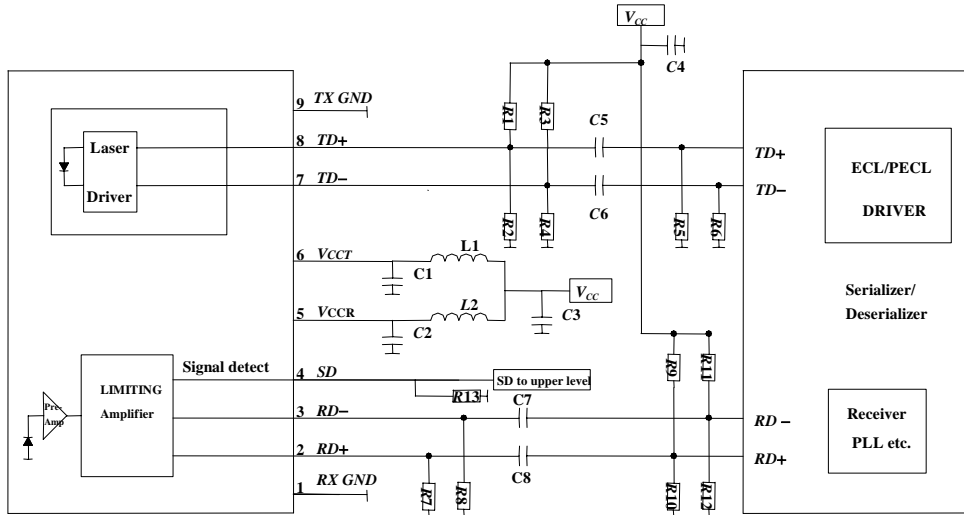 VCC
C4
9 TX GND
R1
R3
C5
Laser
Driver
8 TD+
TD+
ECL/PECL
DRIVER
7 TD−
TD−
C6
R2
R4
R5
R6
6 VCCT
L1
C1
VCC
Serializer/
Deserializer
5 VCCR
L2
C2
C3
Signal detect
4 SD
SD to upper level
R13
R9
R11
LIMITING
Amplifier
Pre-
Amp
3 RD−
C7
RD −
Receiver
PLL etc.
2 RD+
C8
RD+
1 RX GND
R7
R8
R10
R12